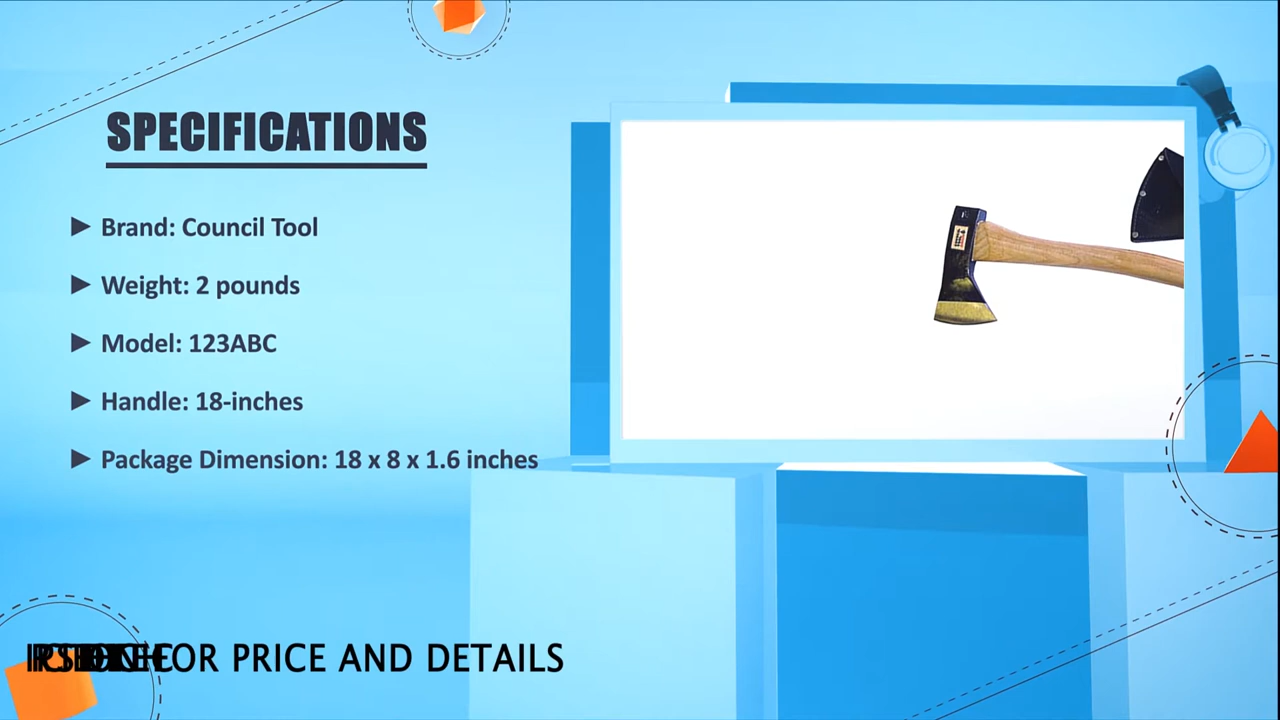 SPECIFICATIONS
► Brand: Council Tool
► Weight: 2 pounds
► Model: 123ABC
► Handle: 18-inches
► Package Dimension: 18 x 8 x 1.6 inches
FOR PRICE AND DETAILS